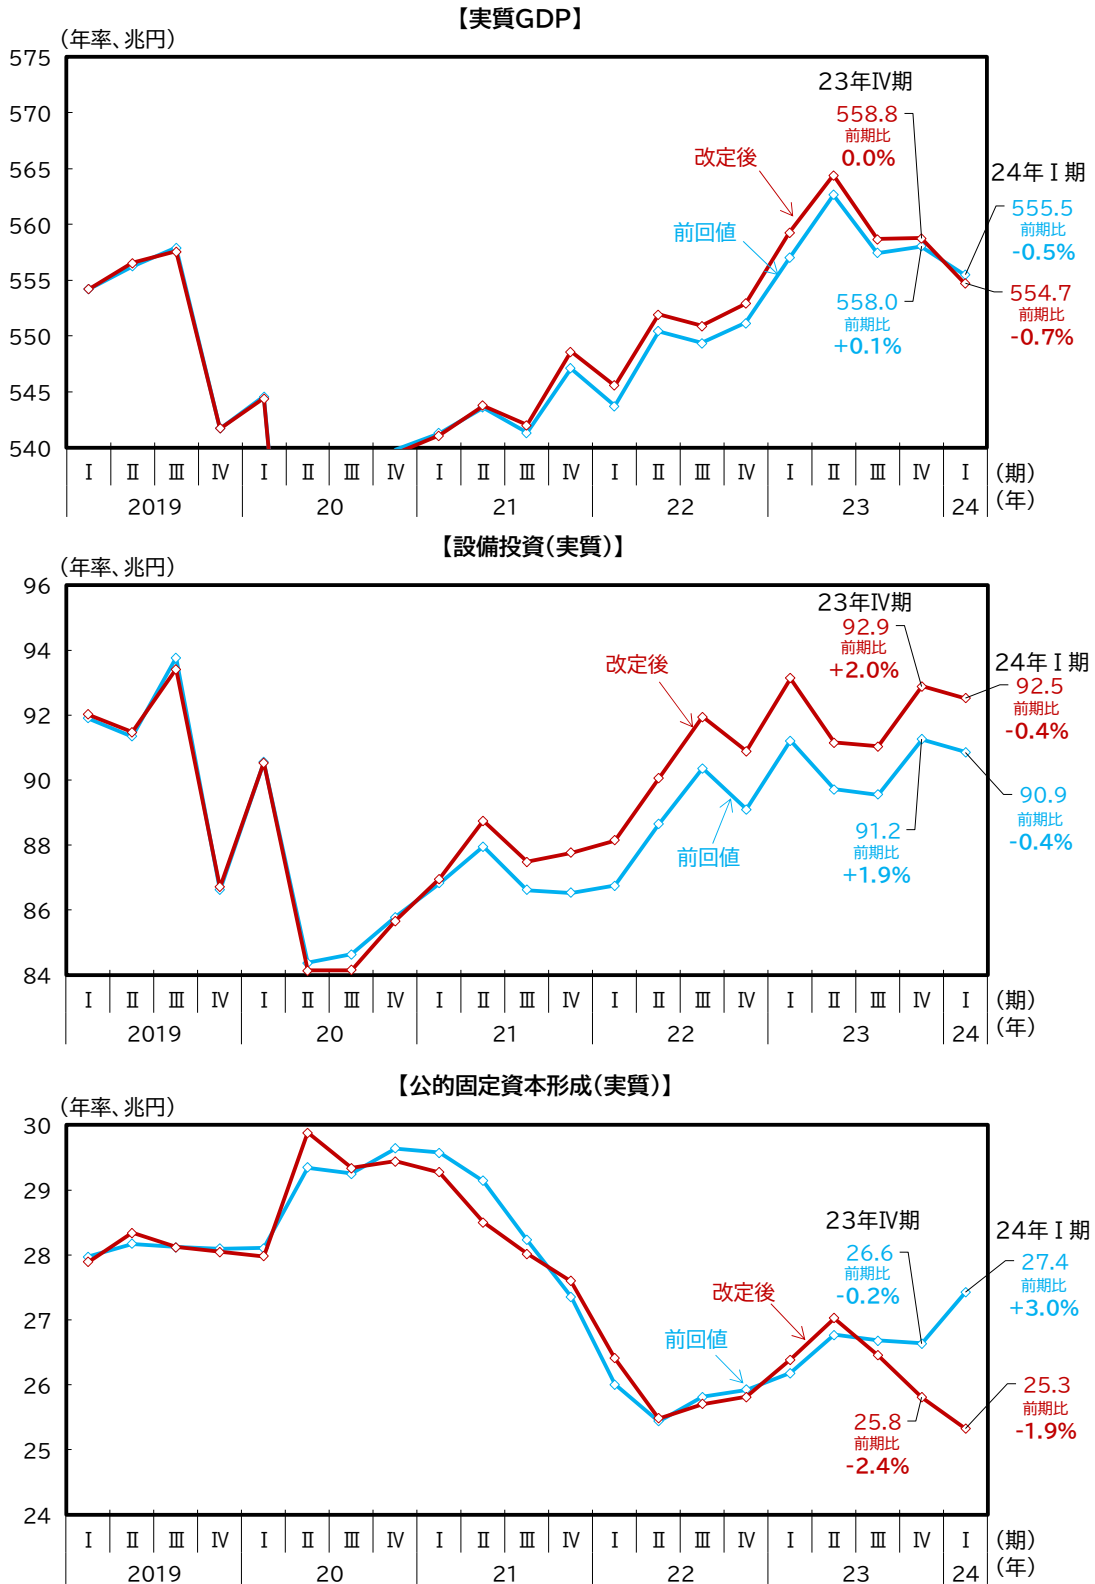 【実質GDP】
(年率、兆円)
575
570
565
560
555
550
545
540
23年Ⅳ期
558.8
前期比
0.0%
改定後
前回値
24年Ⅰ期
555.5
前期比
-0.5%
558.0
前期比
+0.1%
554.7
前期比
-0.7%
Ⅰ Ⅱ Ⅲ Ⅳ Ⅰ Ⅱ Ⅲ Ⅳ Ⅰ Ⅱ Ⅲ Ⅳ Ⅰ Ⅱ Ⅲ Ⅳ Ⅰ Ⅱ Ⅲ Ⅳ Ⅰ (期)
2019 20 21 22 23 24 (年)
【設備投資(実質)】
(年率、兆円)
96
94
92
90
88
86
84
23年Ⅳ期
92.9
前期比
+2.0%
改定後
24年Ⅰ期
92.5
前期比
-0.4%
90.9
前期比
-0.4%
91.2
前期比
+1.9%
前回値
Ⅰ Ⅱ Ⅲ Ⅳ Ⅰ Ⅱ Ⅲ Ⅳ Ⅰ Ⅱ Ⅲ Ⅳ Ⅰ Ⅱ Ⅲ Ⅳ Ⅰ Ⅱ Ⅲ Ⅳ Ⅰ (期)
2019 20 21 22 23 24 (年)
【公的固定資本形成(実質)】
(年率、兆円)
30
29
28
27
26
25
24
23年Ⅳ期
26.6
前期比
-0.2%
24年Ⅰ期
27.4
前期比
+3.0%
改定後
前回値
25.8
前期比
-2.4%
25.3
前期比
-1.9%
Ⅰ Ⅱ Ⅲ Ⅳ Ⅰ Ⅱ Ⅲ Ⅳ Ⅰ Ⅱ Ⅲ Ⅳ Ⅰ Ⅱ Ⅲ Ⅳ Ⅰ Ⅱ Ⅲ Ⅳ Ⅰ (期)
2019 20 21 22 23 24 (年)